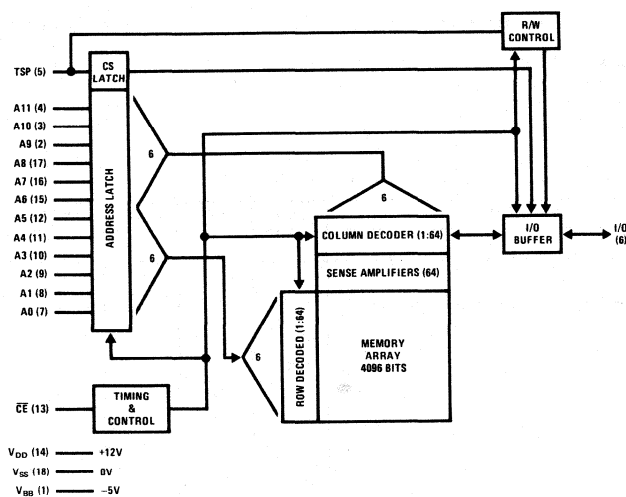 R/W
CONTROL
TSP (5)
CS
LATCH
A11 (4)
A10 (3)
A9 (2)
A8 (17)
A7 (16)
A6 (15)
A5 (12)
A4 (11)
A3 (10)
A2 (9)
A1 (8)
A0 (7)
ADDRESS LATCH
6
6
6
COLUMN DECODER (1:64)
I/O
BUFFER
I/O
(6)
SENSE AMPLIFIERS (64)
6
ROW DECODED (1:64)
MEMORY
ARRAY
4096 BITS
CE (13)
TIMING
&
CONTROL
VDD (14) +12V
VSS (18) 0V
VBB (1) −5V